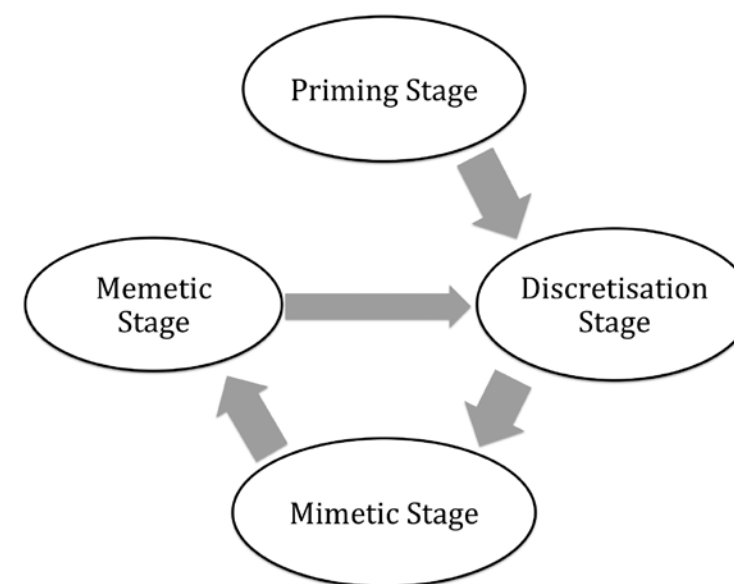 Priming Stage
Memetic
Stage
Discretisation
Stage
Mimetic Stage